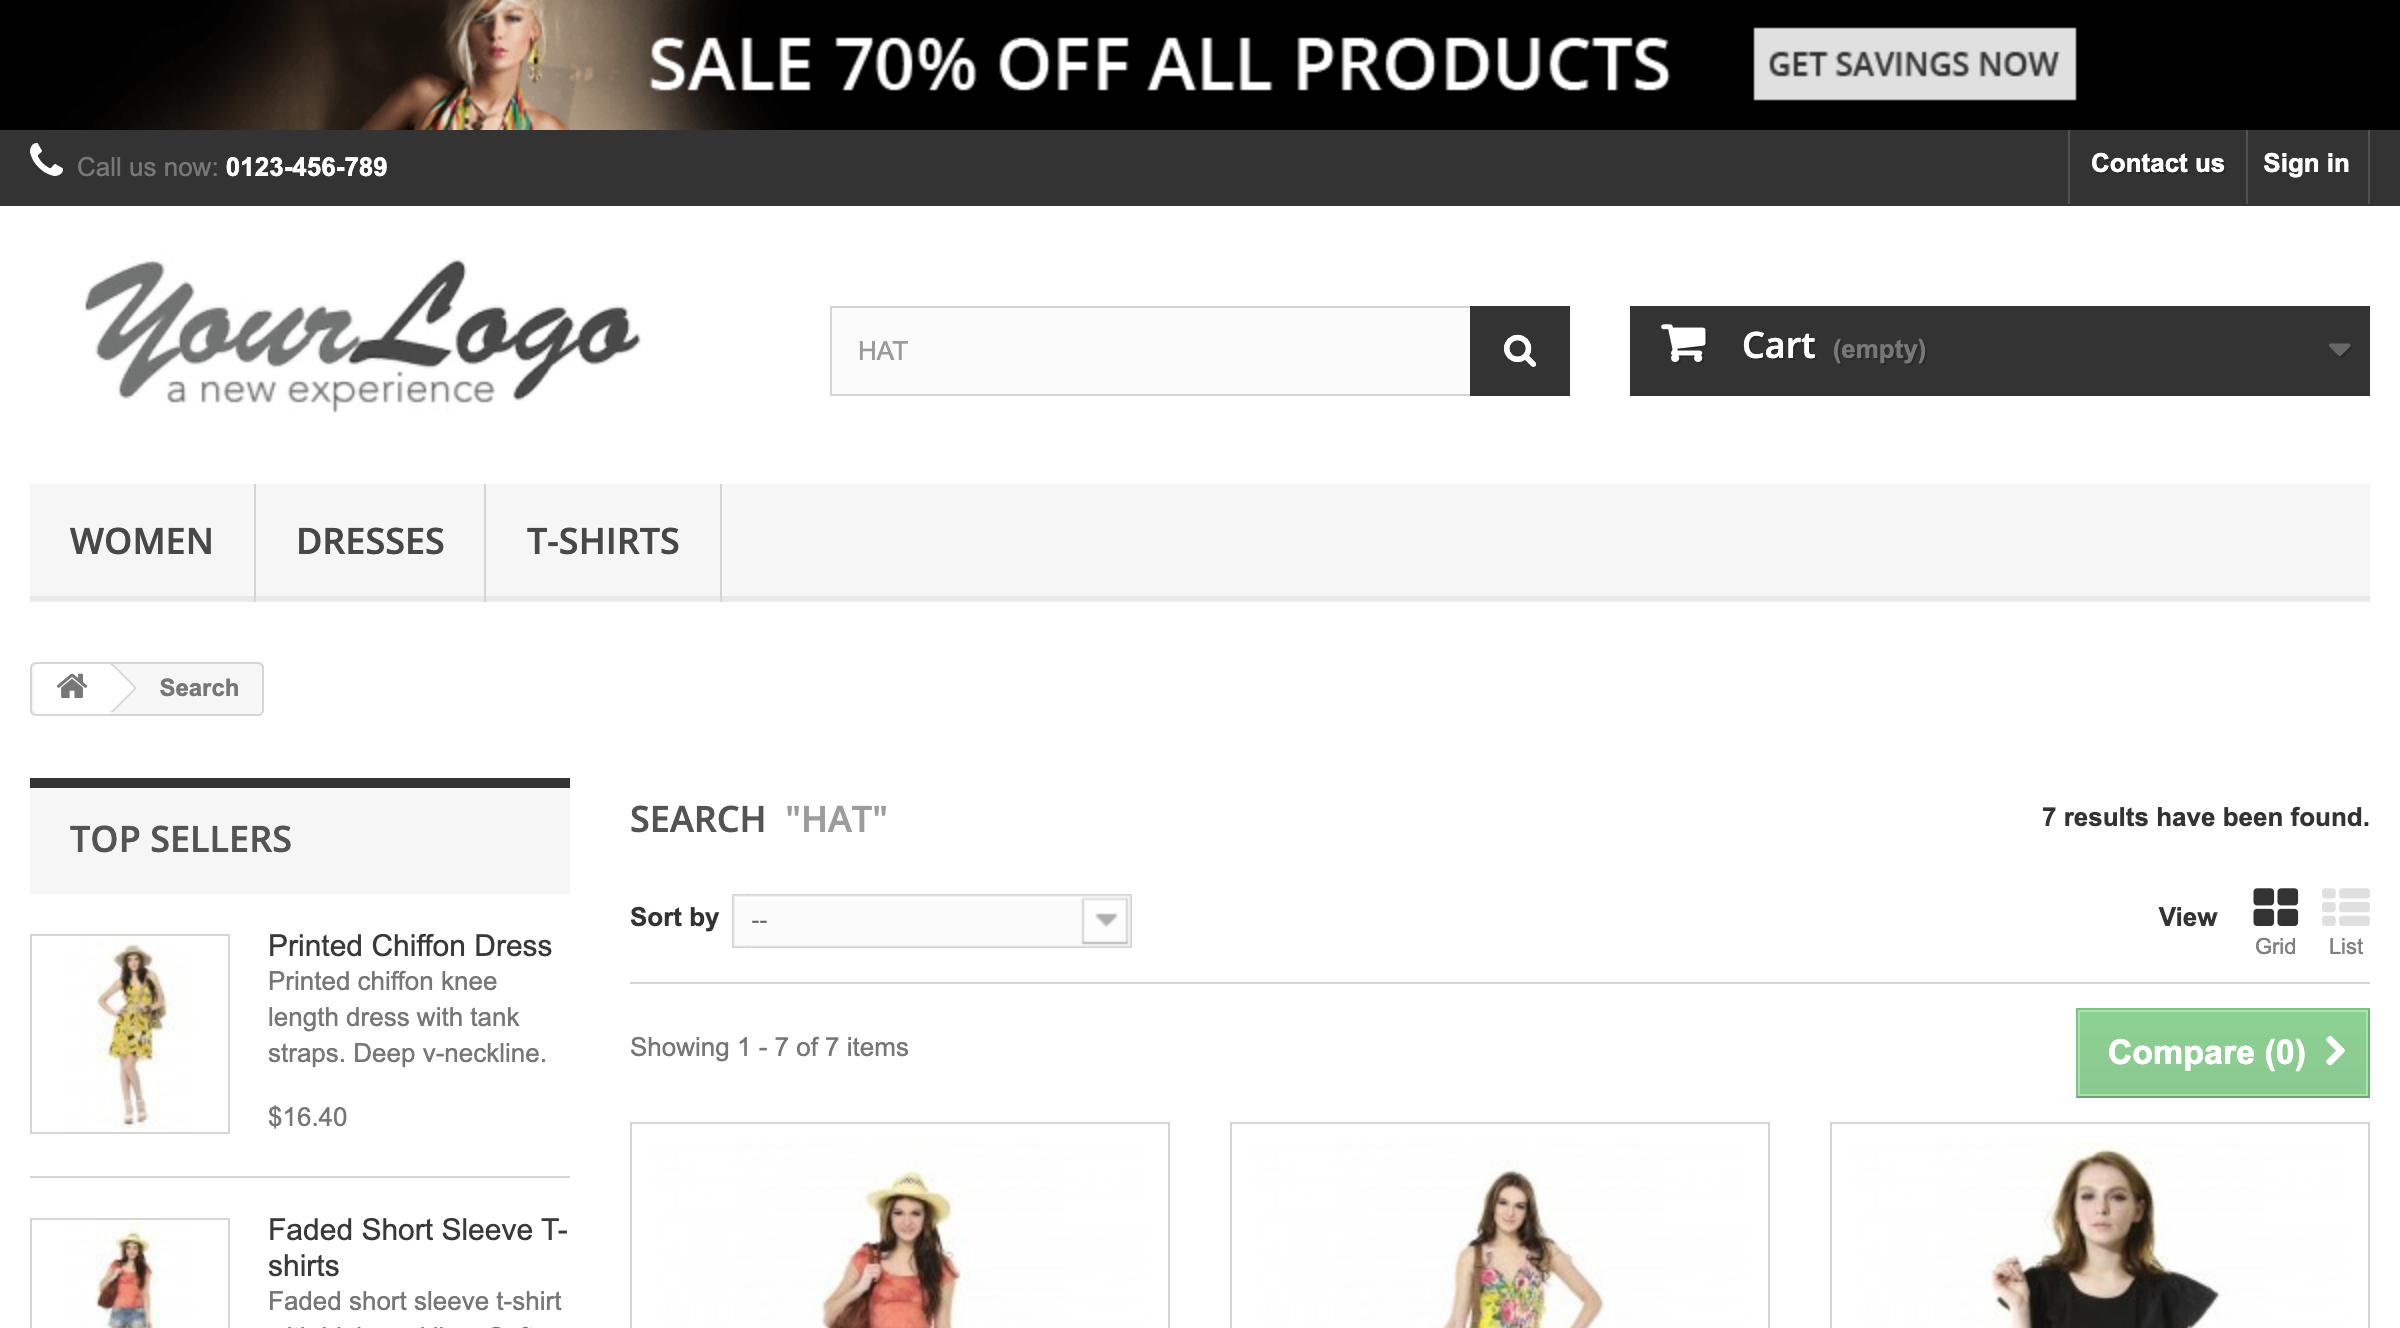 SALE 70% OFF ALL PRODUCTS
GET SAVINGS NOW
Call us now: 0123-456-789
Contact us
Sign in
YourLogo
a new experience
HAT
Cart (empty)
WOMEN
DRESSES
T-SHIRTS
Search
TOP SELLERS
Printed Chiffon Dress
Printed chiffon knee
length dress with tank
straps. Deep v-neckline.
$16.40
Faded Short Sleeve T-
shirts
Faded short sleeve t-shirt
SEARCH "HAT"
7 results have been found.
Sort by
--
View
Grid
List
Showing 1 - 7 of 7 items
Compare (0)